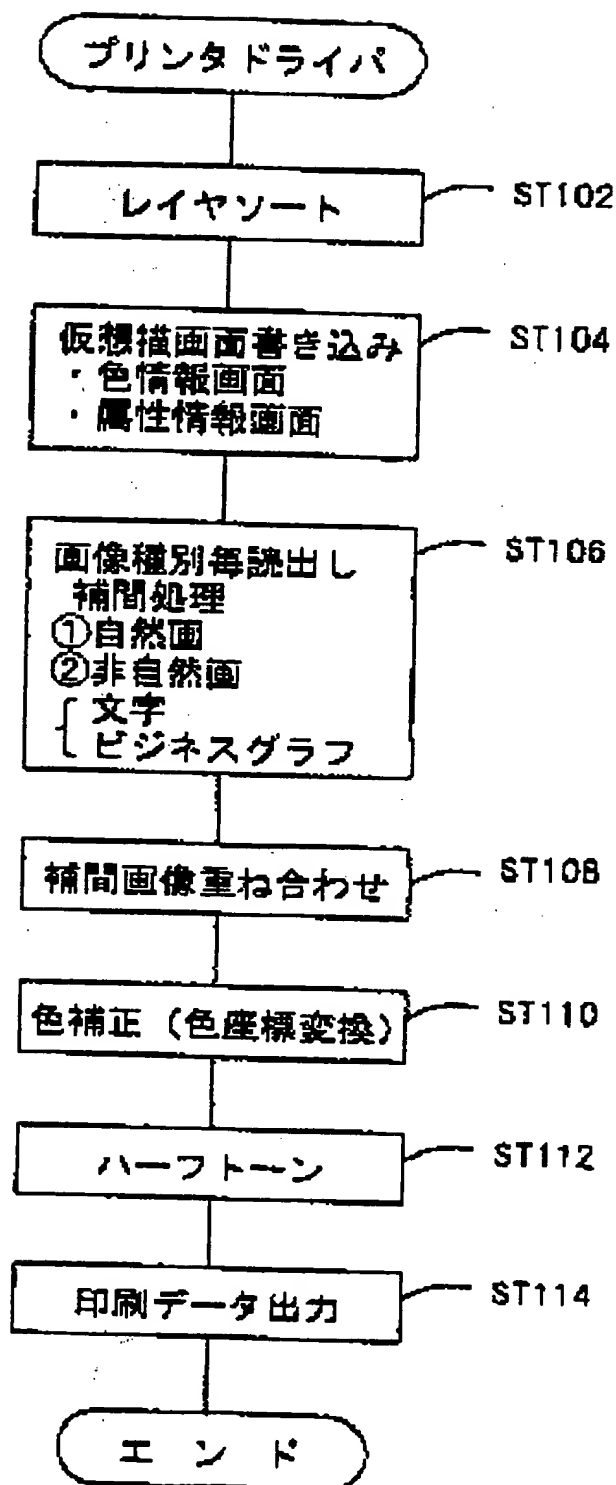 プリンタドライバ
レイヤソート
ST102
仮想描画面書き込み
・色情報画面
・属性情報画面
ST104
画像種別毎読出し
補間処理
①自然画
②非自然画
文字
ビジネスグラフ
ST106
補間画像重ね合わせ
ST108
色補正（色座標変換）
ST110
ハーフトーン
ST112
印刷データ出力
ST114
エンド